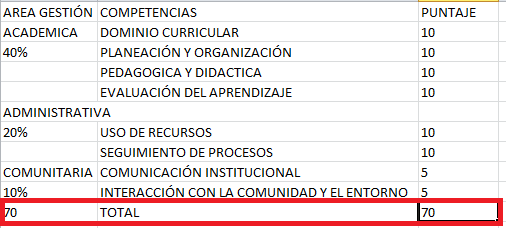 AREA GESTIÓN COMPETENCIAS PUNTAJE
ACADEMICA DOMINIO CURRICULAR 10
40% PLANEACIÓN Y ORGANIZACIÓN 10
PEDAGOGICA Y DIDACTICA 10
EVALUACIÓN DEL APRENDIZAJE 10
ADMINISTRATIVA
20% USO DE RECURSOS 10
SEGUIMIENTO DE PROCESOS 10
COMUNITARIA COMUNICACIÓN INSTITUCIONAL 5
10% INTERACCIÓN CON LA COMUNIDAD Y EL ENTORNO 5
70 TOTAL 70